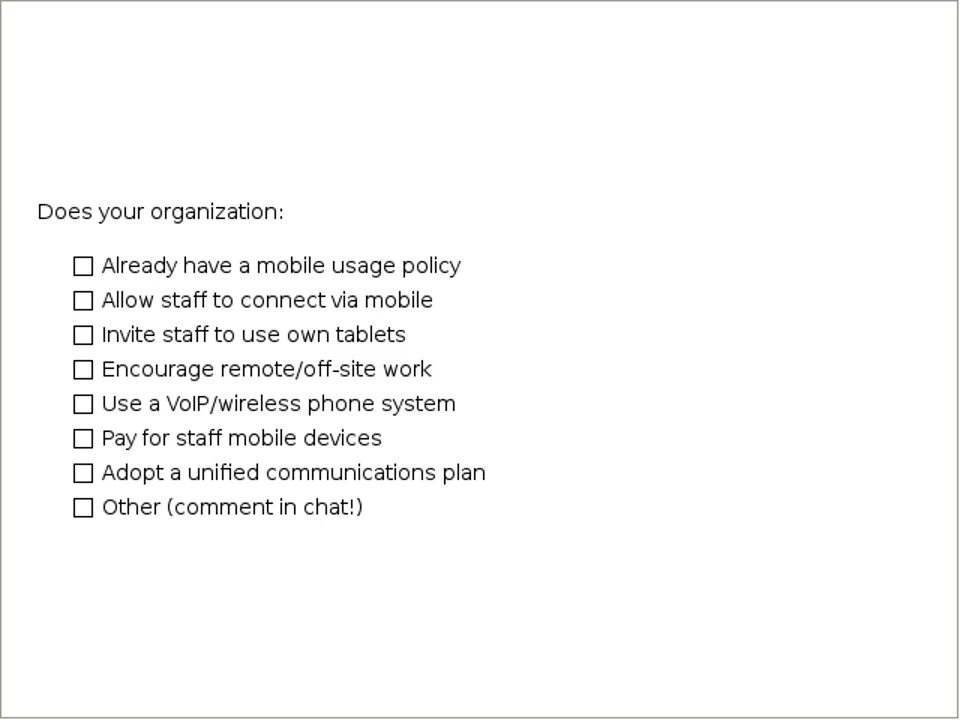 Does your organization:
Already have a mobile usage policy
Allow staff to connect via mobile
Invite staff to use own tablets
Encourage remote/off-site work
Use a VoIP/wireless phone system
Pay for staff mobile devices
Adopt a unified communications plan
Other (comment in chat!)